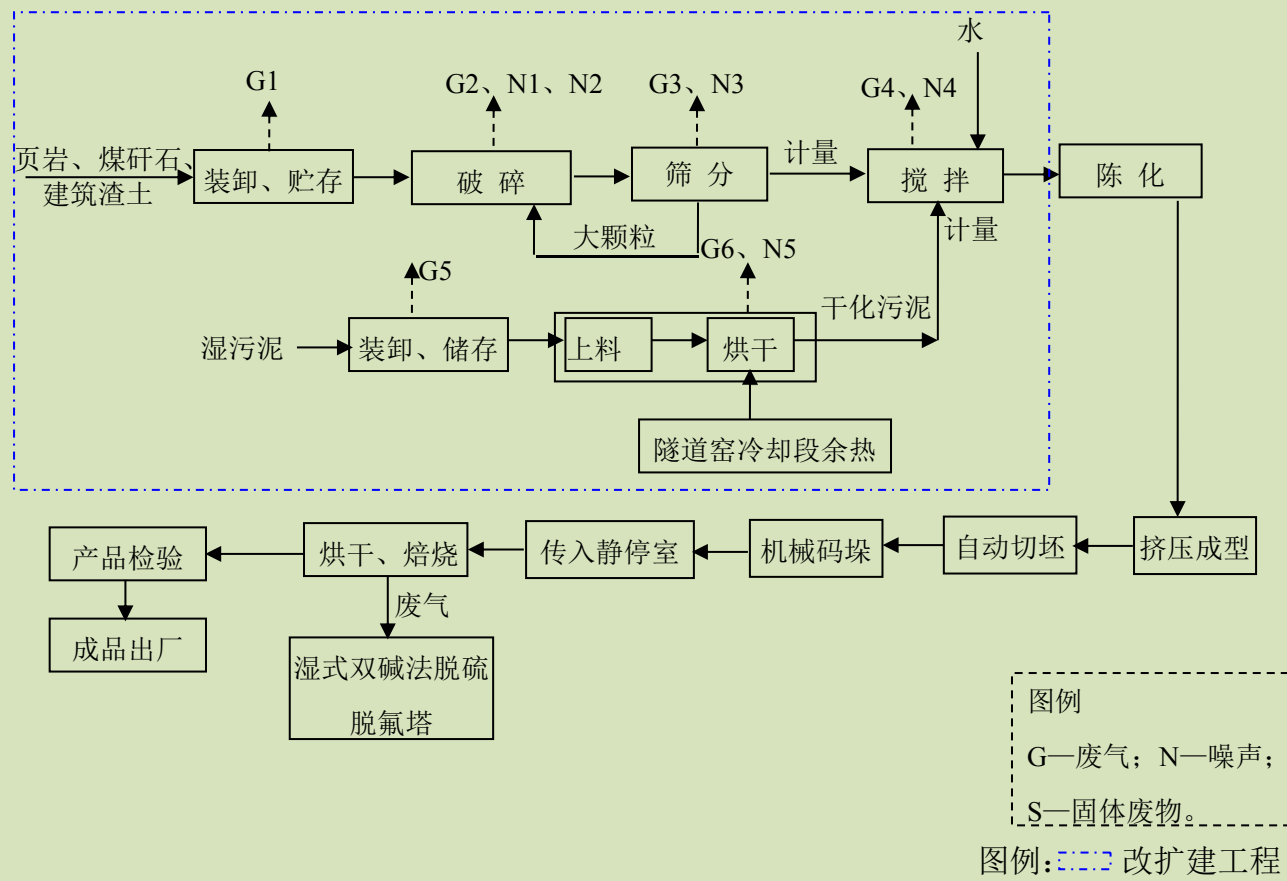 水
G1
G2、N1、N2
G3、N3
G4、N4
页岩、煤矸石、
建筑渣土
装卸、贮存
破 碎
筛 分
计量
搅 拌
陈 化
大颗粒
计量
G5
G6、N5
湿污泥
装卸、储存
上料
烘干
干化污泥
隧道窑冷却段余热
产品检验
烘干、焙烧
传入静停室
机械码垛
自动切坯
挤压成型
废气
成品出厂
湿式双碱法脱硫
脱氟塔
图例
G—废气；N—噪声；
S—固体废物。
图例: 改扩建工程